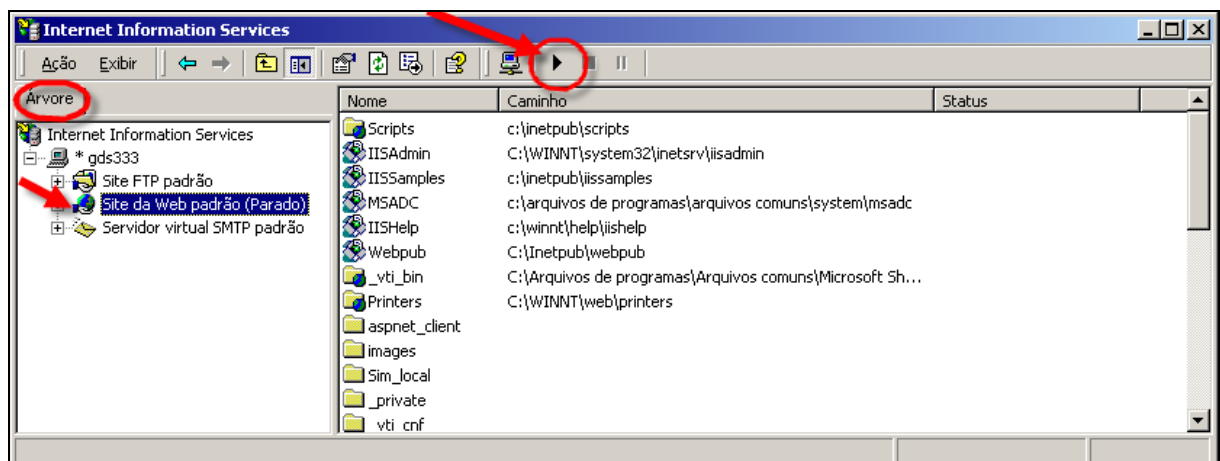 Internet Information Services
Ação Exibir
Árvore
Nome Caminho Status
Internet Information Services
* gds333
Site FTP padrão
Site da Web padrão (Parado)
Servidor virtual SMTP padrão
Scripts c:\inetpub\scripts
IISAdmin C:\WINNT\system32\inetsrv\iisadmin
IISSamples c:\inetpub\iissamples
MSADC c:\arquivos de programas\arquivos comuns\system\msadc
IISHelp c:\winnt\help\iishelp
Webpub C:\Inetpub\webpub
_vti_bin C:\Arquivos de programas\Arquivos comuns\Microsoft Sh...
Printers C:\WINNT\web\printers
aspnet_client
images
Sim_local
_private
_vti_cnf